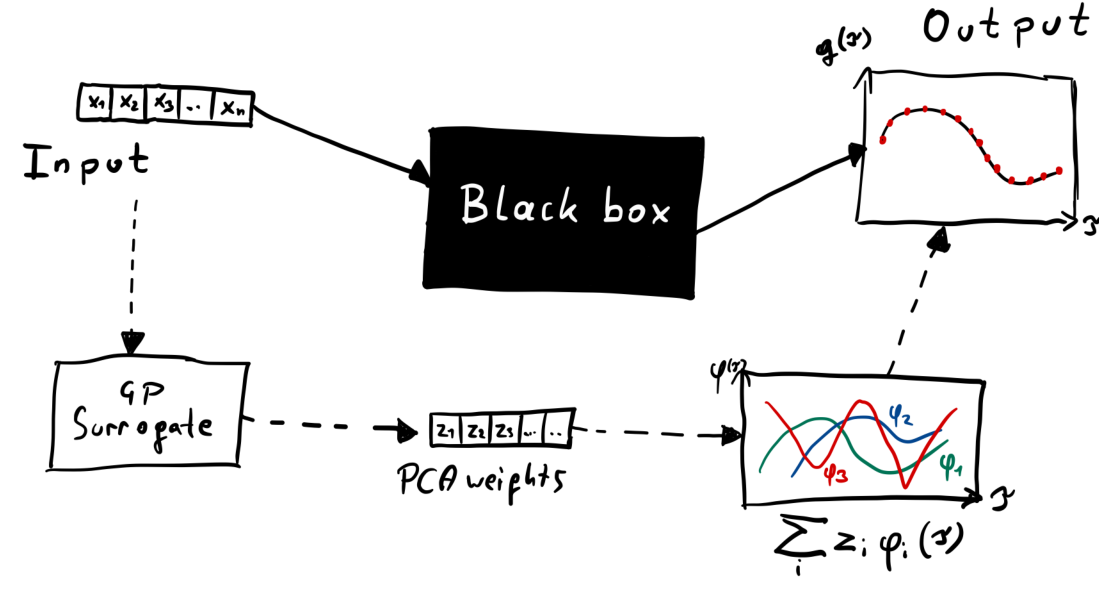 Output
g(x)
x₁ x₂ x₃ .. xₙ
Input
Black box
x
GP
Surrogate
z₁ z₂ z₃ ... ..
PCA weights
φ(x)
φ₂
φ₁
φ₃
x
∑ᵢ zᵢ φᵢ(x)